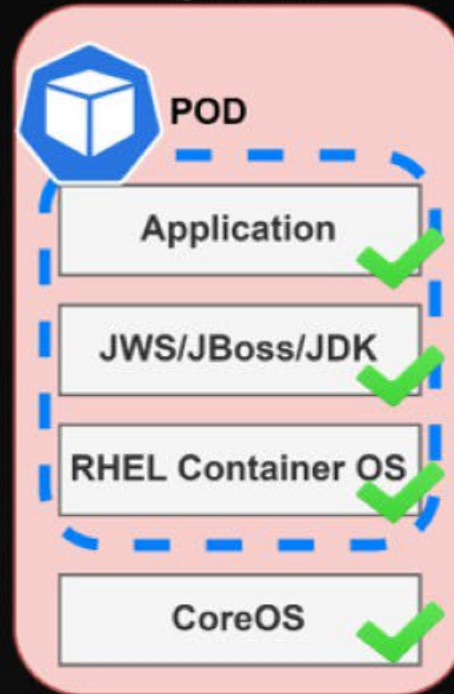 POD
Application
JWS/JBoss/JDK
RHEL Container OS
CoreOS